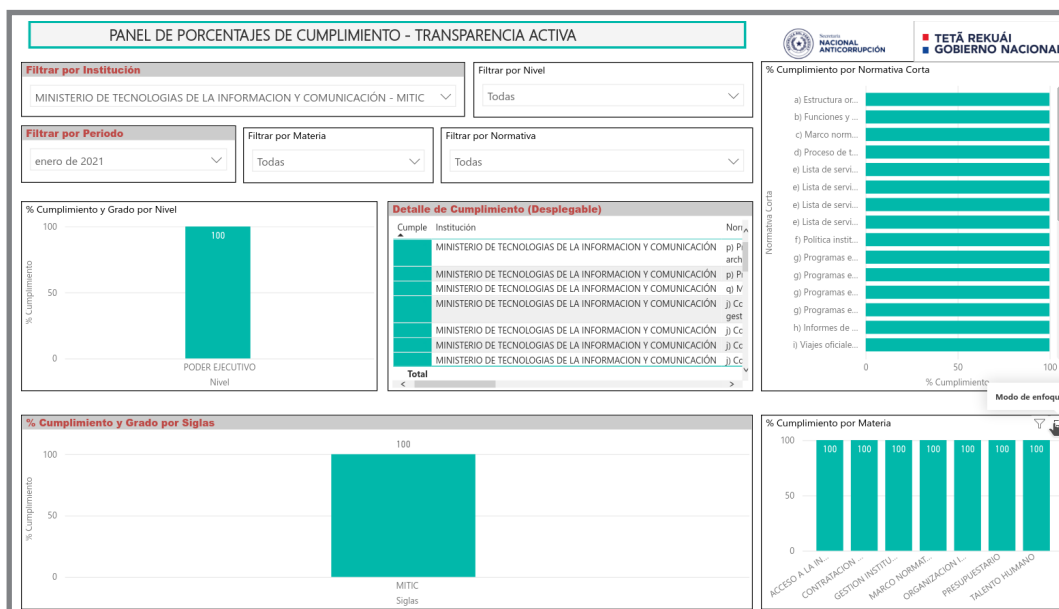 PANEL DE PORCENTAJES DE CUMPLIMIENTO - TRANSPARENCIA ACTIVA
NACIONAL
ANTICORRUPCIÓN
TETÃ REKUÁI
GOBIERNO NACIONAL
Filtrar por Institución
MINISTERIO DE TECNOLOGIAS DE LA INFORMACION Y COMUNICACIÓN - MITIC
Filtrar por Nivel
Todas
Filtrar por Período
enero de 2021
Filtrar por Materia
Todas
Filtrar por Normativa
Todas
% Cumplimiento y Grado por Nivel
% Cumplimiento
100
50
0
100
PODER EJECUTIVO
Nivel
Detalle de Cumplimiento (Desplegable)
Cumple Institución Norr
MINISTERIO DE TECNOLOGIAS DE LA INFORMACION Y COMUNICACIÓN p) P
arch
MINISTERIO DE TECNOLOGIAS DE LA INFORMACION Y COMUNICACIÓN p) P
MINISTERIO DE TECNOLOGIAS DE LA INFORMACION Y COMUNICACIÓN q) M
MINISTERIO DE TECNOLOGIAS DE LA INFORMACION Y COMUNICACIÓN j) Cc
gest
MINISTERIO DE TECNOLOGIAS DE LA INFORMACION Y COMUNICACIÓN j) Cc
MINISTERIO DE TECNOLOGIAS DE LA INFORMACION Y COMUNICACIÓN j) Cc
MINISTERIO DE TECNOLOGIAS DE LA INFORMACION Y COMUNICACIÓN j) Cc
Total
% Cumplimiento por Normativa Corta
Normativa Corta
a) Estructura or...
b) Funciones y ...
c) Marco norm...
d) Proceso de t...
e) Lista de servi...
e) Lista de servi...
e) Lista de servi...
e) Lista de servi...
f) Política instit...
g) Programas e...
g) Programas e...
g) Programas e...
g) Programas e...
h) Informes de ...
i) Viajes oficiale...
0 50 100
% Cumplimiento
Modo de enfoqu
% Cumplimiento y Grado por Siglas
% Cumplimiento
100
50
0
100
MITIC
Siglas
% Cumplimiento por Materia
100
50
0
100 100 100 100 100 100 100
ACCESO A LA IN...
CONTRATACION ...
GESTION INSTITU...
MARCO NORMAT...
ORGANIZACION I...
PRESUPUESTARIO
TALENTO HUMANO